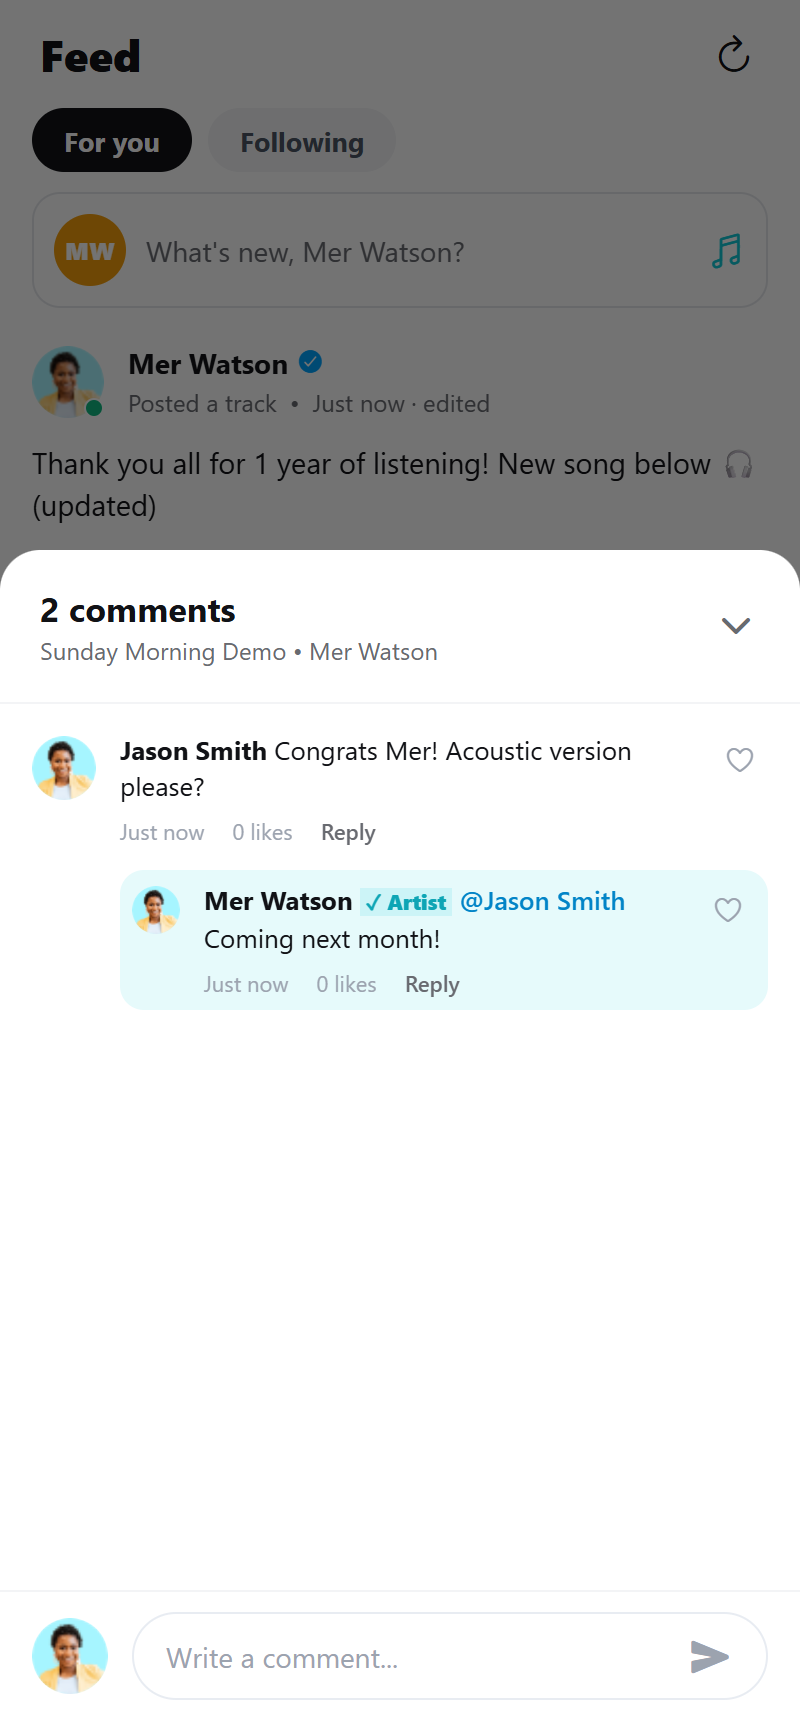 Feed
For you
Following
MW
What's new, Mer Watson?
Mer Watson
Posted a track • Just now · edited
Thank you all for 1 year of listening! New song below 🎧
(updated)
2 comments
Sunday Morning Demo • Mer Watson
Jason Smith Congrats Mer! Acoustic version
please?
Just now 0 likes Reply
Mer Watson ✓ Artist @Jason Smith
Coming next month!
Just now 0 likes Reply
Write a comment...